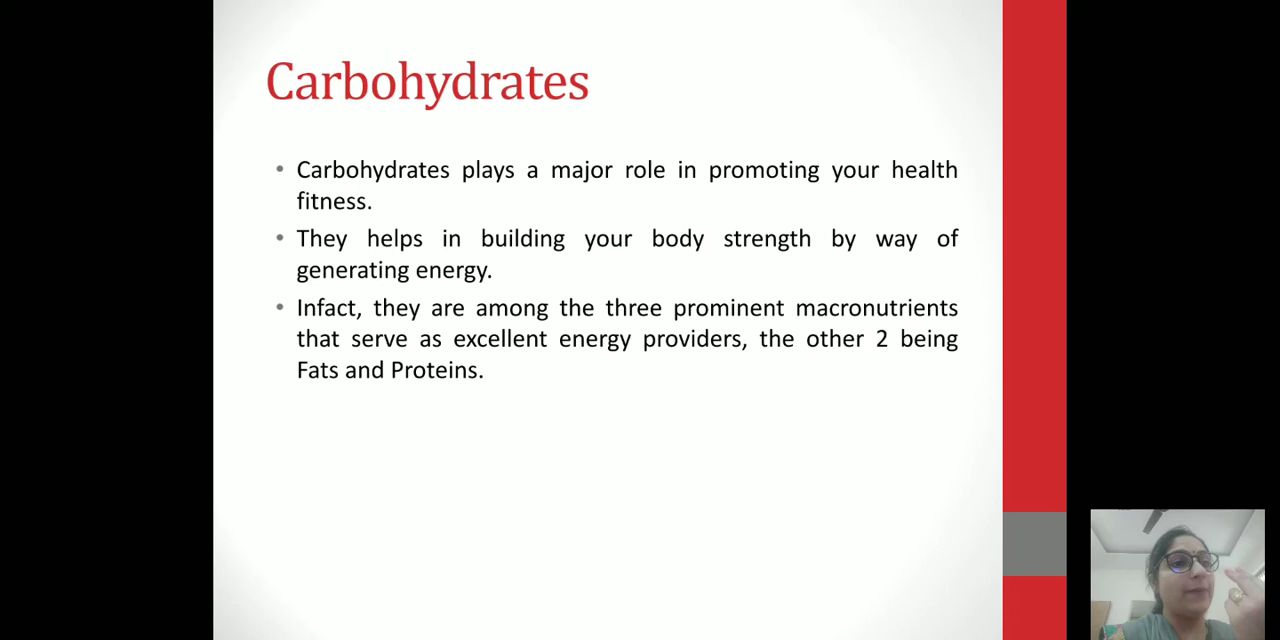 Carbohydrates
• Carbohydrates plays a major role in promoting your health
fitness.
• They helps in building your body strength by way of
generating energy.
• Infact, they are among the three prominent macronutrients
that serve as excellent energy providers, the other 2 being
Fats and Proteins.